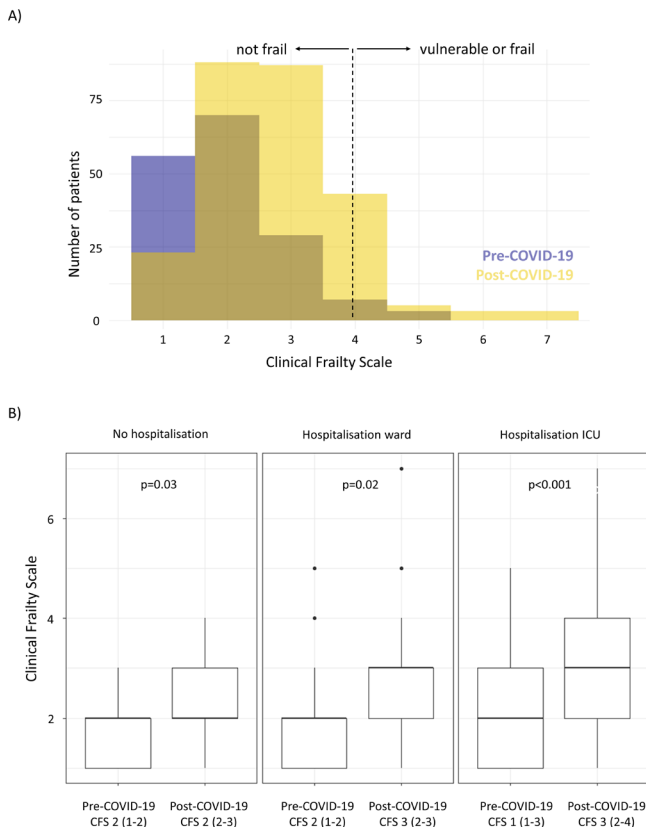 A)
not frail
vulnerable or frail
75
50
25
0
Number of patients
Pre-COVID-19
Post-COVID-19
1 2 3 4 5 6 7
Clinical Frailty Scale
B)
No hospitalisation
Hospitalisation ward
Hospitalisation ICU
p=0.03
p=0.02
p<0.001
6
4
2
Clinical Frailty Scale
Pre-COVID-19 Post-COVID-19 Pre-COVID-19 Post-COVID-19 Pre-COVID-19 Post-COVID-19
CFS 2 (1-2) CFS 2 (2-3) CFS 2 (1-2) CFS 3 (2-3) CFS 1 (1-3) CFS 3 (2-4)